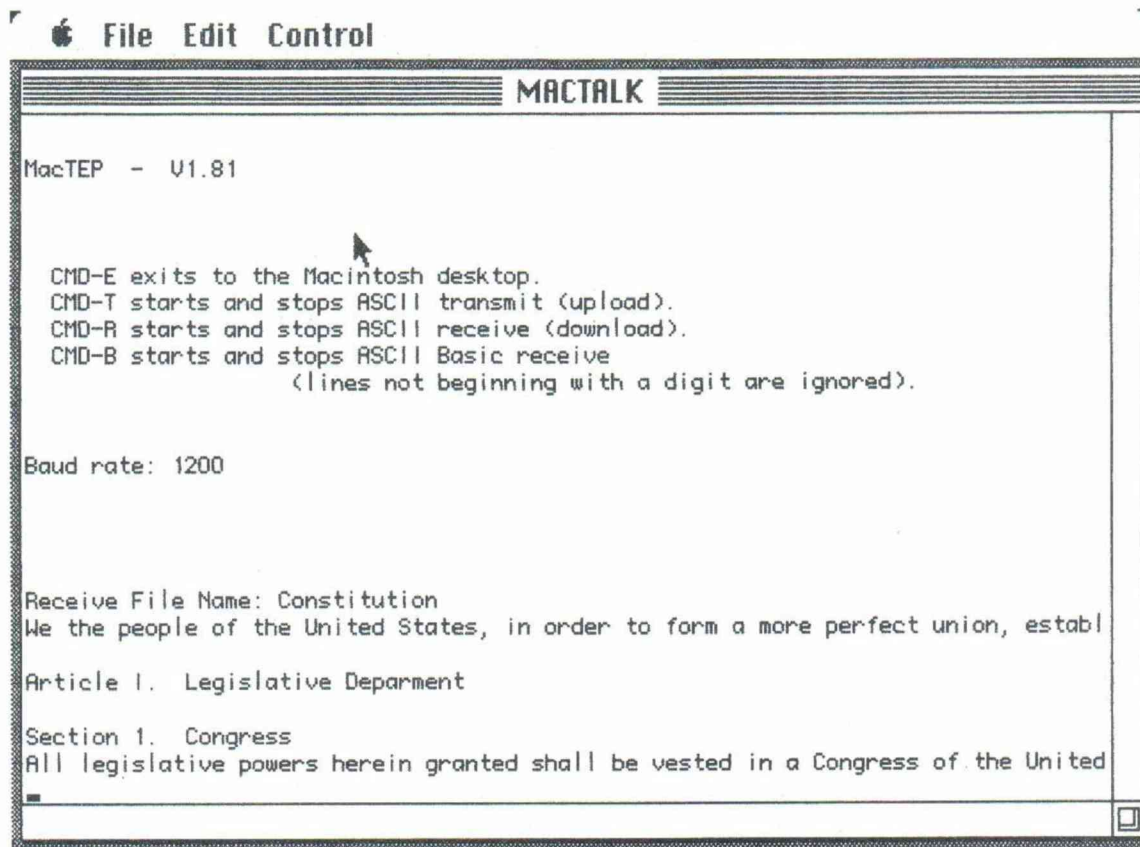 File Edit Control
MACTALK
MacTEP - V1.81
CMD-E exits to the Macintosh desktop.
CMD-T starts and stops ASCII transmit (upload).
CMD-R starts and stops ASCII receive (download).
CMD-B starts and stops ASCII Basic receive
(lines not beginning with a digit are ignored).
Baud rate: 1200
Receive File Name: Constitution
We the people of the United States, in order to form a more perfect union, establ
Article I. Legislative Deparment
Section 1. Congress
All legislative powers herein granted shall be vested in a Congress of the United